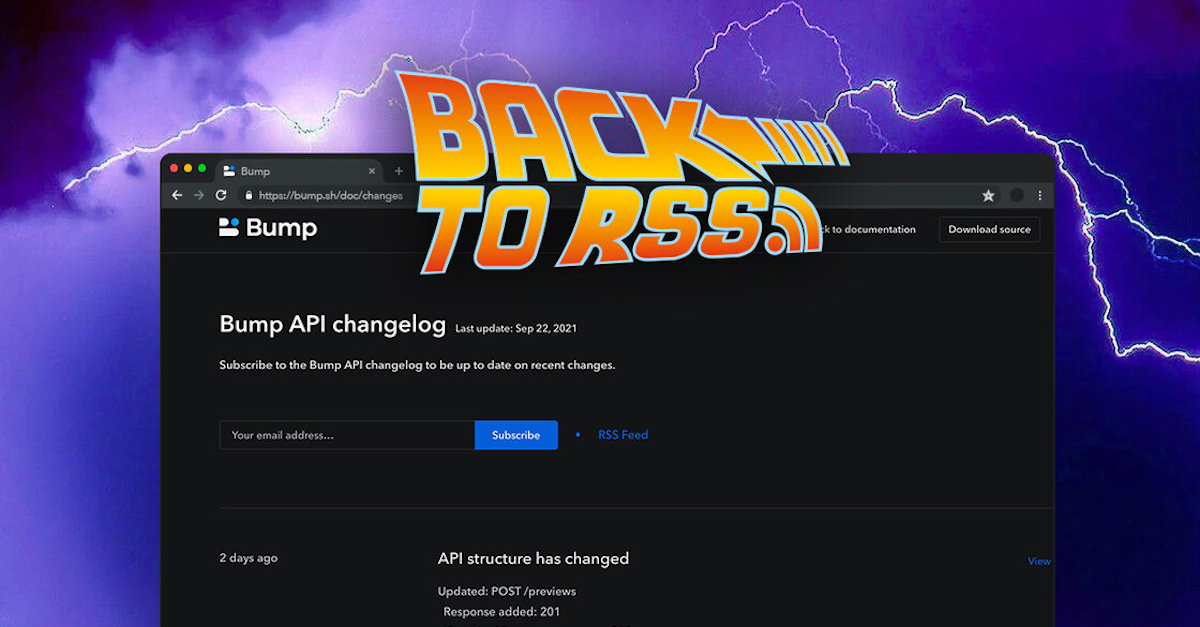 BACK
TO RSS
Bump
https://bump.sh/doc/changes
Bump
to documentation
Download source
Bump API changelog Last update: Sep 22, 2021
Subscribe to the Bump API changelog to be up to date on recent changes.
Your email address...
Subscribe • RSS Feed
2 days ago
API structure has changed
View
Updated: POST /previews
Response added: 201